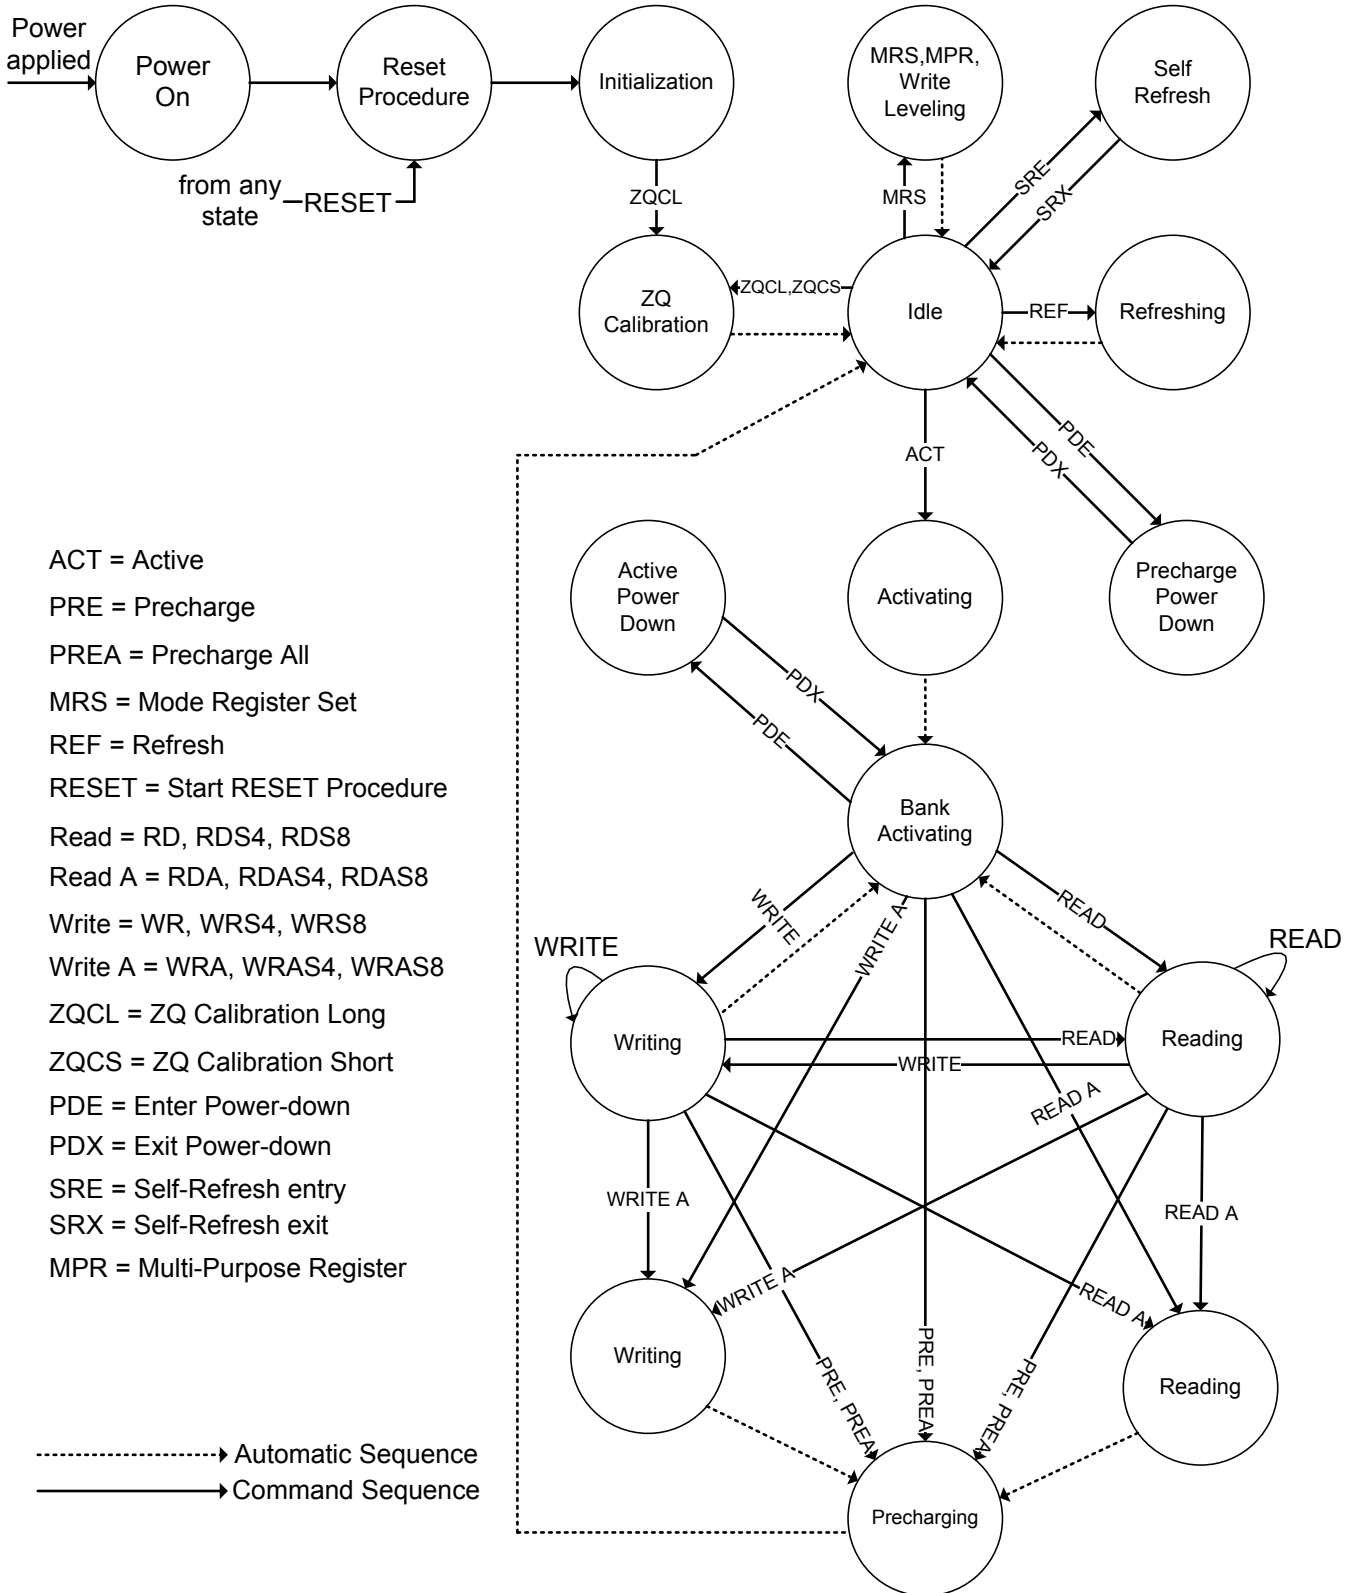 Power
applied
Power
On
Reset
Procedure
Initialization
MRS,MPR,
Write
Leveling
Self
Refresh
from any
state
RESET
ZQCL
MRS
SRE
SRX
ZQ
Calibration
ZQCL,ZQCS
Idle
REF
Refreshing
ACT
PDE
PDX
Active
Power
Down
Activating
Precharge
Power
Down
PDX
PDE
Bank
Activating
WRITE
WRITE A
READ
WRITE
READ
Writing
READ
Reading
WRITE
READ A
WRITE A
READ A
WRITE A
READ A
Writing
PRE, PREA
PRE, PREA
PRE, PREA
Reading
Precharging
ACT = Active
PRE = Precharge
PREA = Precharge All
MRS = Mode Register Set
REF = Refresh
RESET = Start RESET Procedure
Read = RD, RDS4, RDS8
Read A = RDA, RDAS4, RDAS8
Write = WR, WRS4, WRS8
Write A = WRA, WRAS4, WRAS8
ZQCL = ZQ Calibration Long
ZQCS = ZQ Calibration Short
PDE = Enter Power-down
PDX = Exit Power-down
SRE = Self-Refresh entry
SRX = Self-Refresh exit
MPR = Multi-Purpose Register
Automatic Sequence
Command Sequence